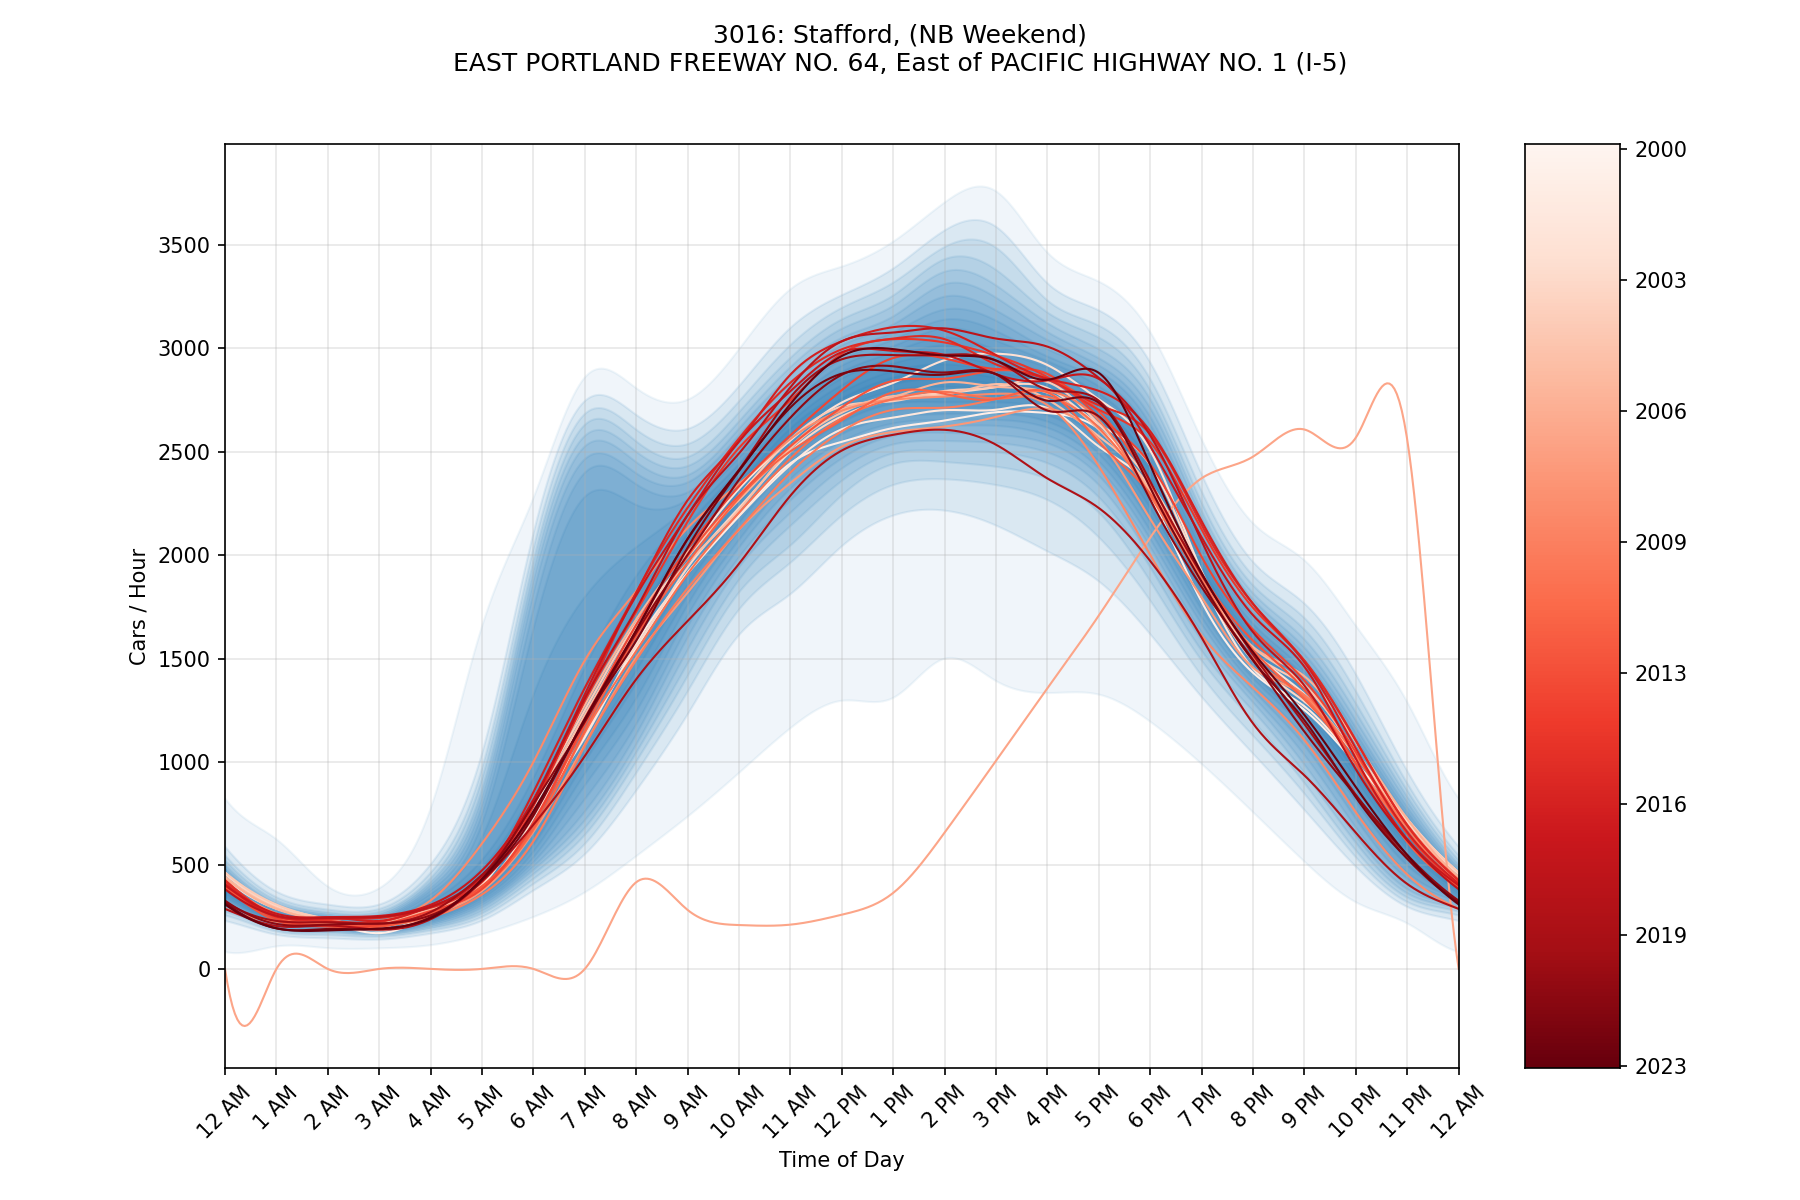 3016: Stafford, (NB Weekend)
EAST PORTLAND FREEWAY NO. 64, East of PACIFIC HIGHWAY NO. 1 (I-5)
Cars / Hour
3500
3000
2500
2000
1500
1000
500
0
12 AM
1 AM
2 AM
3 AM
4 AM
5 AM
6 AM
7 AM
8 AM
9 AM
10 AM
11 AM
12 PM
1 PM
2 PM
3 PM
4 PM
5 PM
6 PM
7 PM
8 PM
9 PM
10 PM
11 PM
12 AM
Time of Day
2000
2003
2006
2009
2013
2016
2019
2023